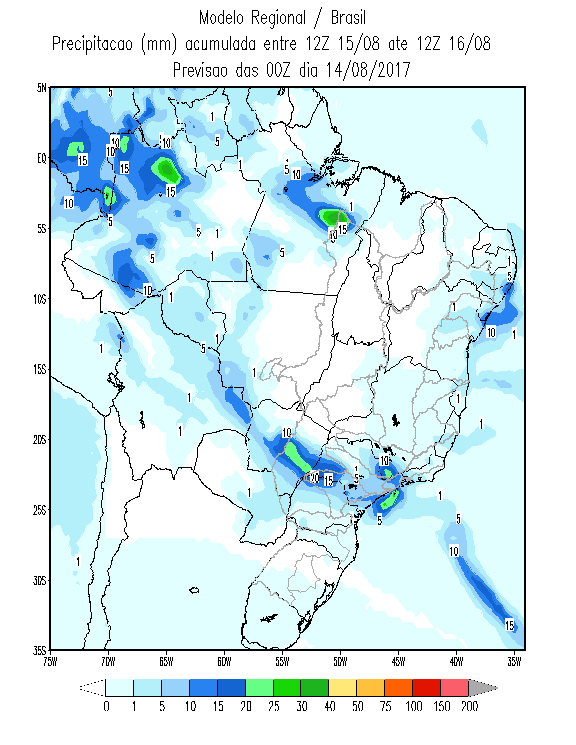 Modelo Regional / Brasil
Precipitacao (mm) acumulada entre 12Z 15/08 ate 12Z 16/08
Previsao das 00Z dia 14/08/2017
5N
EQ
5S
10S
15S
20S
25S
30S
35S
75W 70W 65W 60W 55W 50W 45W 40W 35W
5 1 1
10 10 10 5
15 15 15 1 5 10
10 5 15 1
5 5 1 10 15
5 1 5 1
10 1 5
1 5 1 10 1
1 1
1 1 1
10 10
20 15 1 5
1 5 1
5
10
1
15
0 1 5 10 15 20 25 30 40 50 75 100 150 200